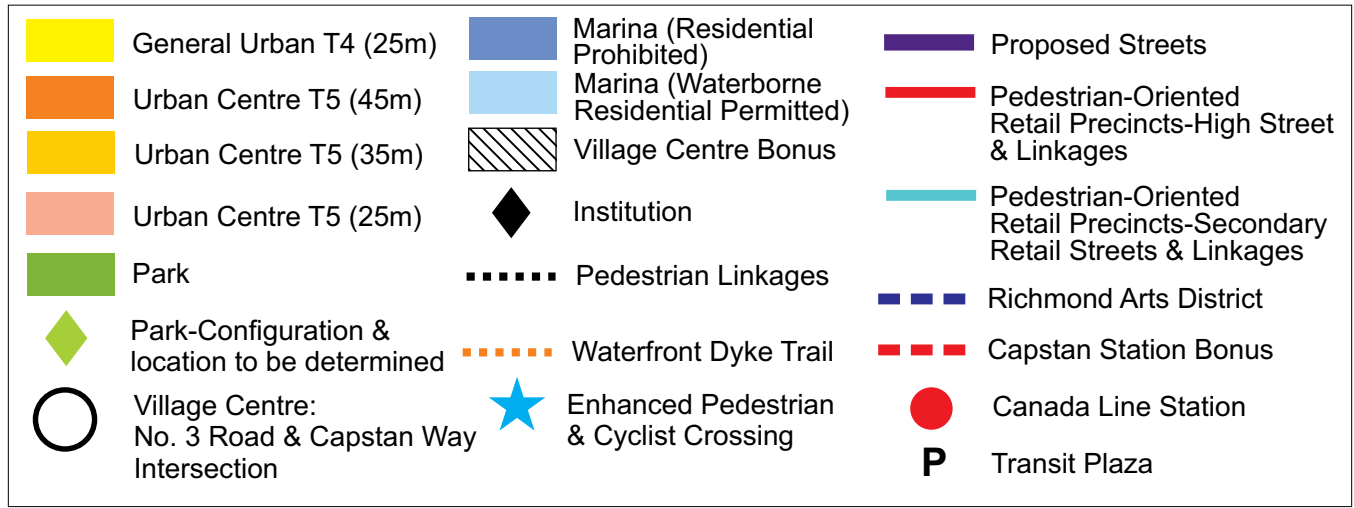 General Urban T4 (25m)
Urban Centre T5 (45m)
Urban Centre T5 (35m)
Urban Centre T5 (25m)
Park
Park-Configuration &
location to be determined
Village Centre:
No. 3 Road & Capstan Way
Intersection
Marina (Residential
Prohibited)
Marina (Waterborne
Residential Permitted)
Village Centre Bonus
Institution
Pedestrian Linkages
Waterfront Dyke Trail
Enhanced Pedestrian
& Cyclist Crossing
Proposed Streets
Pedestrian-Oriented
Retail Precincts-High Street
& Linkages
Pedestrian-Oriented
Retail Precincts-Secondary
Retail Streets & Linkages
Richmond Arts District
Capstan Station Bonus
Canada Line Station
P Transit Plaza